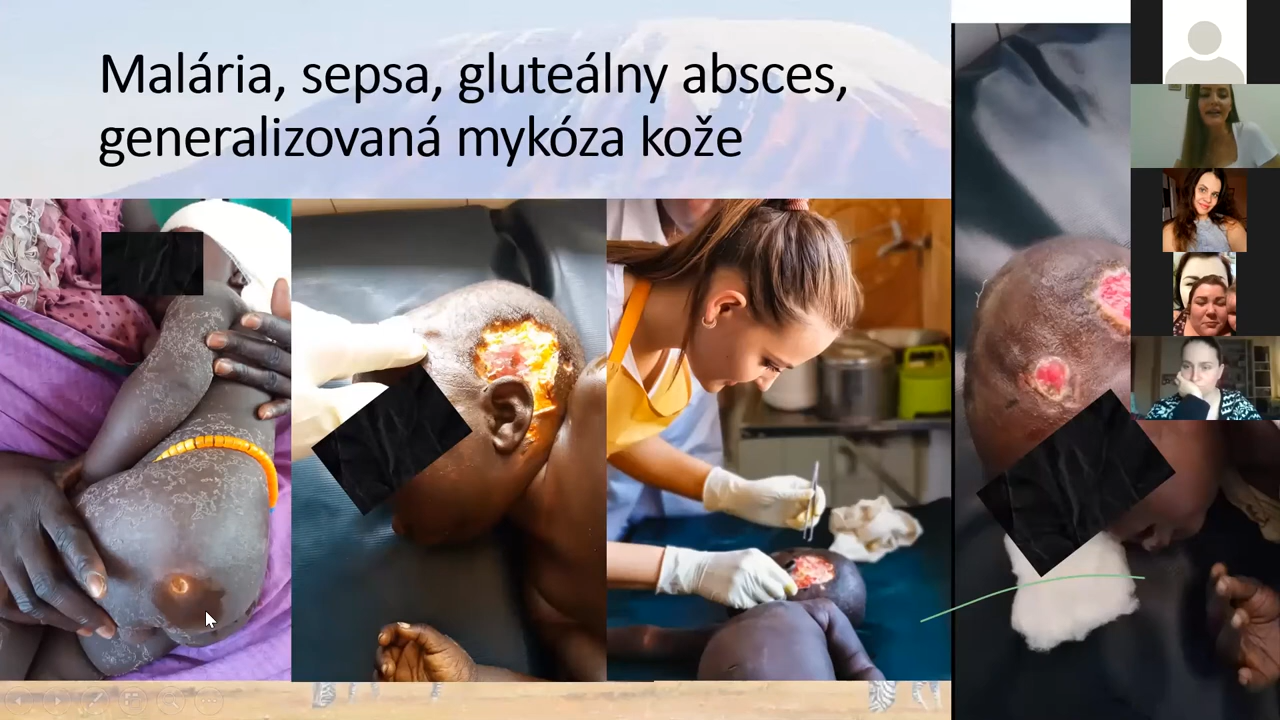 Malária, sepsa, gluteálny absces,
generalizovaná mykóza kože